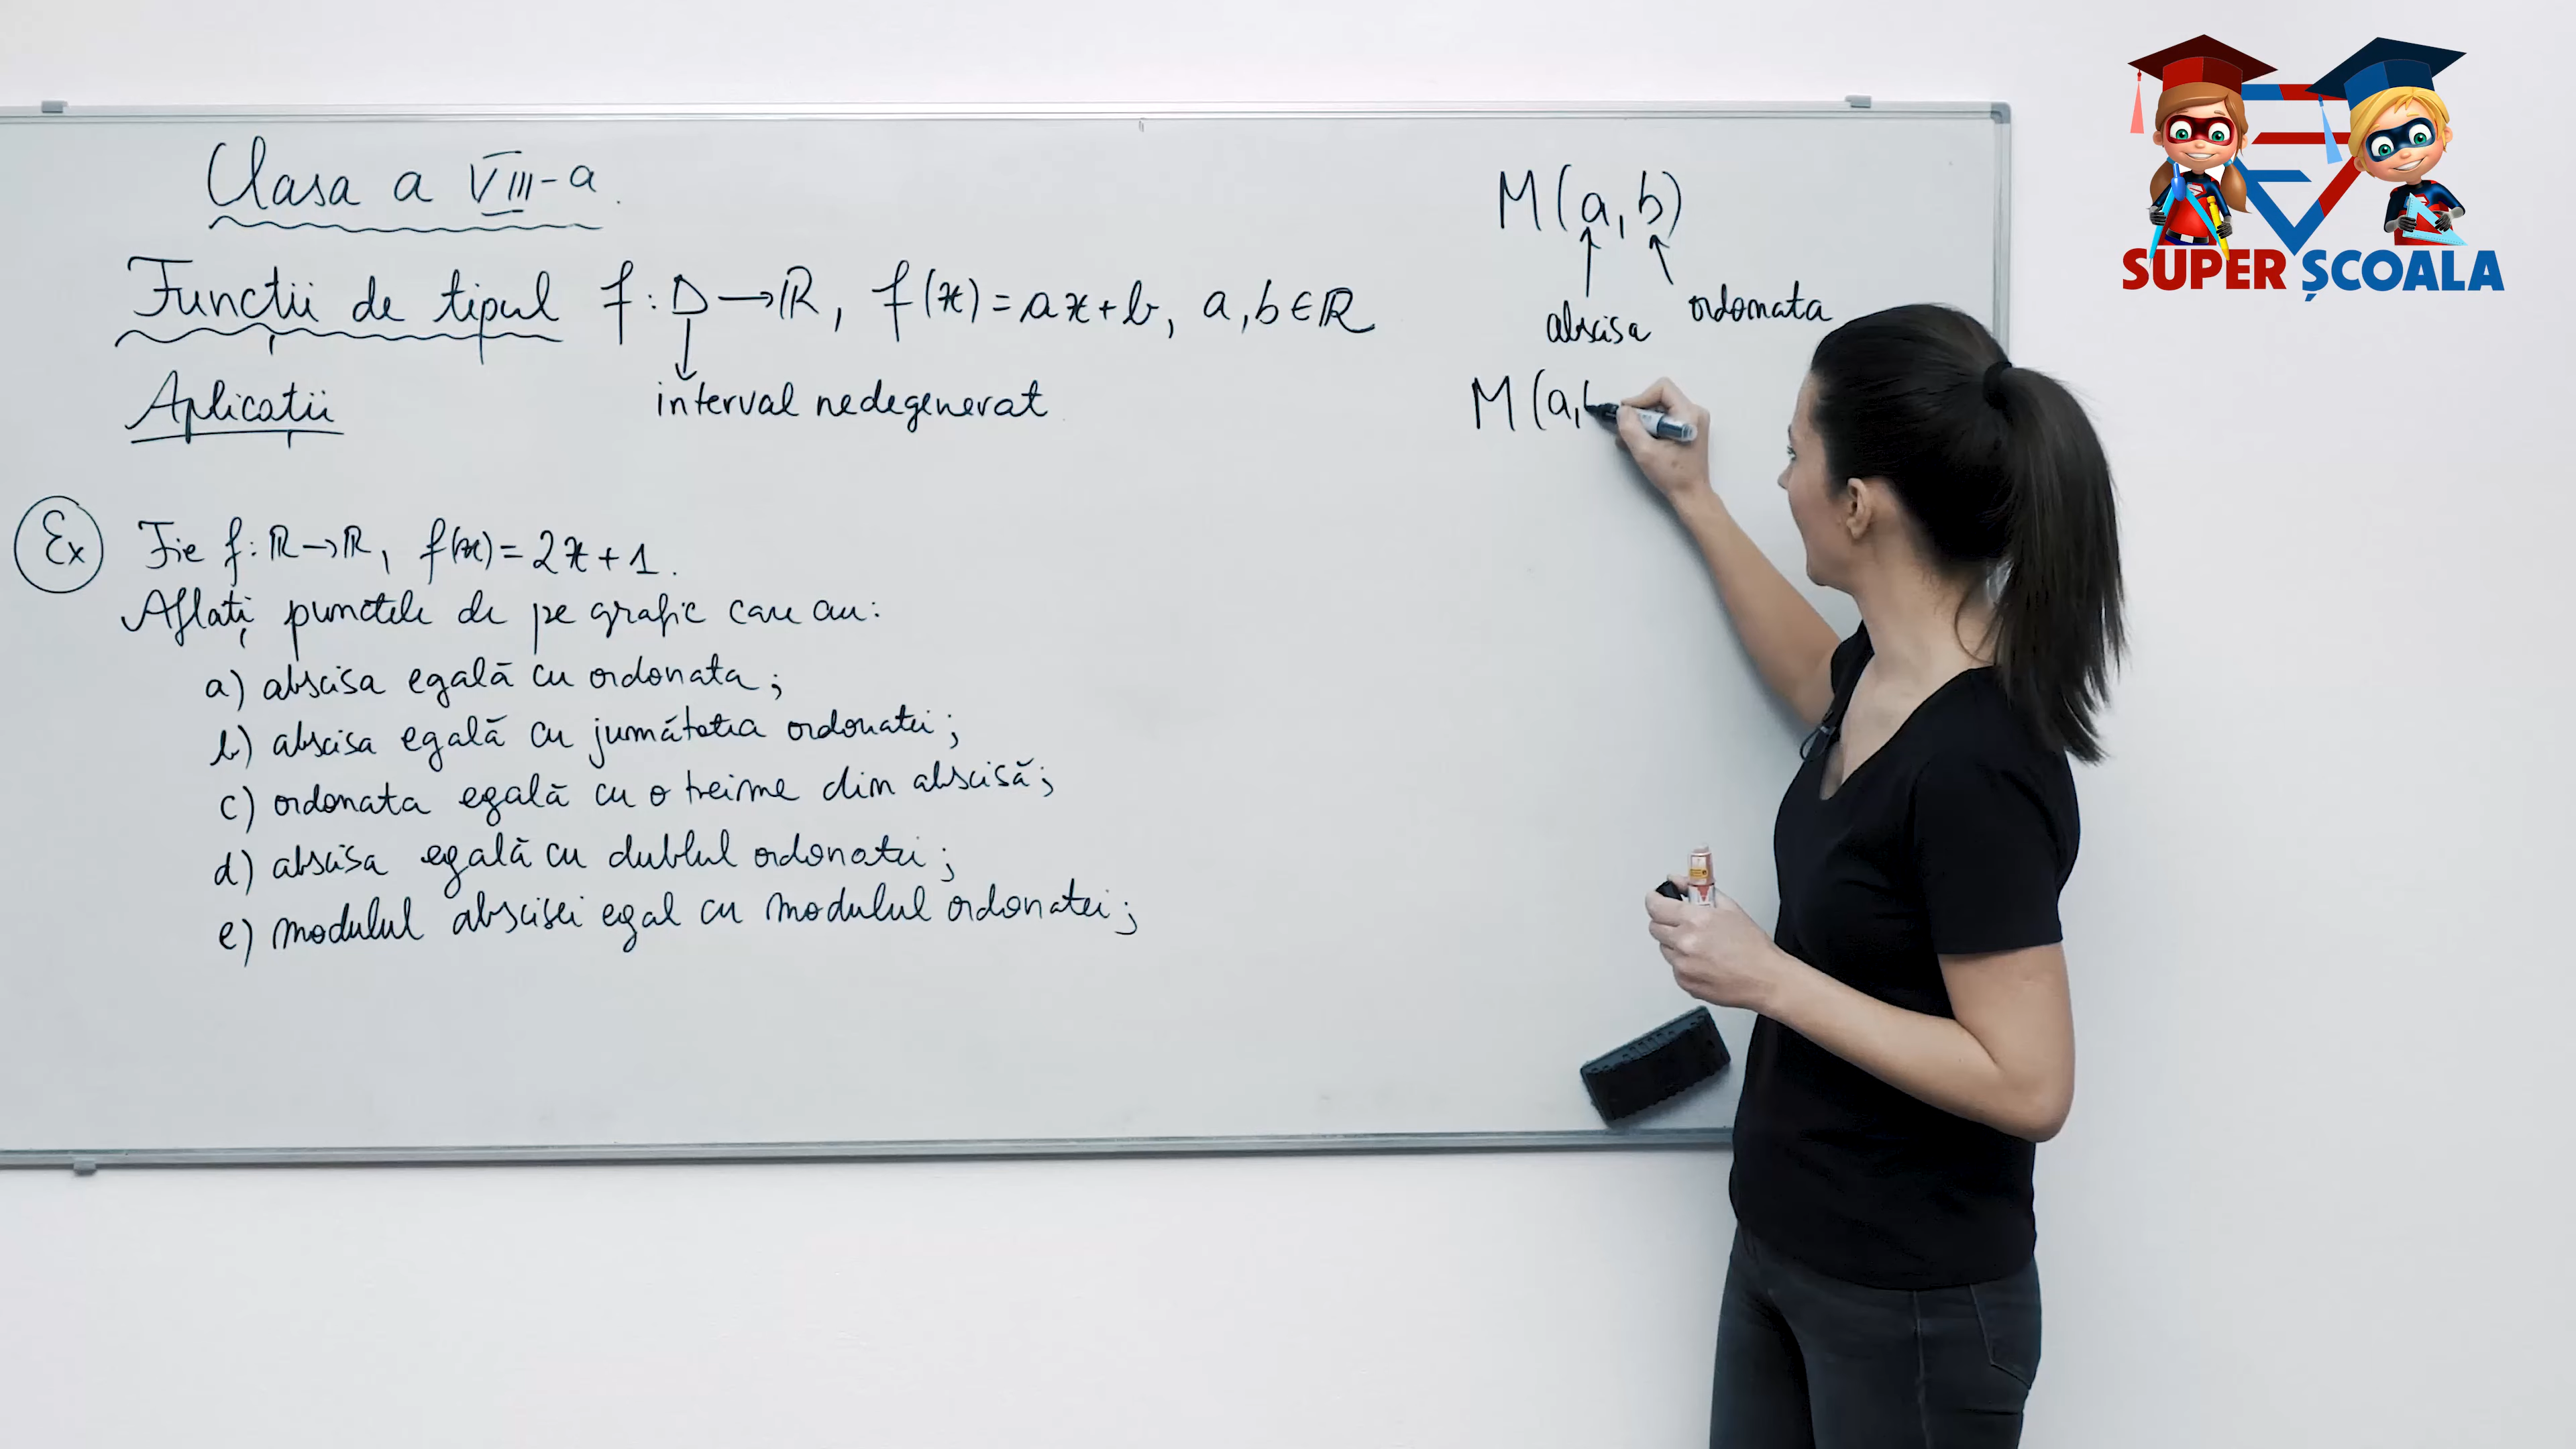 Clasa a VIII-a.
Funcții de tipul f: D → ℝ, f(x) = ax + b, a, b ∈ ℝ
interval nedegenerat
Aplicații
Ex Fie f: ℝ → ℝ, f(x) = 2x + 1.
Aflați punctele de pe grafic care au:
a) abscisa egală cu ordonata;
b) abscisa egală cu jumătatea ordonatei;
c) ordonata egală cu o treime din abscisă;
d) abscisa egală cu dublul ordonatei;
e) modulul abscisei egal cu modulul ordonatei;
M(a, b)
abscisa ordonata
M(a,
SUPER ȘCOALA